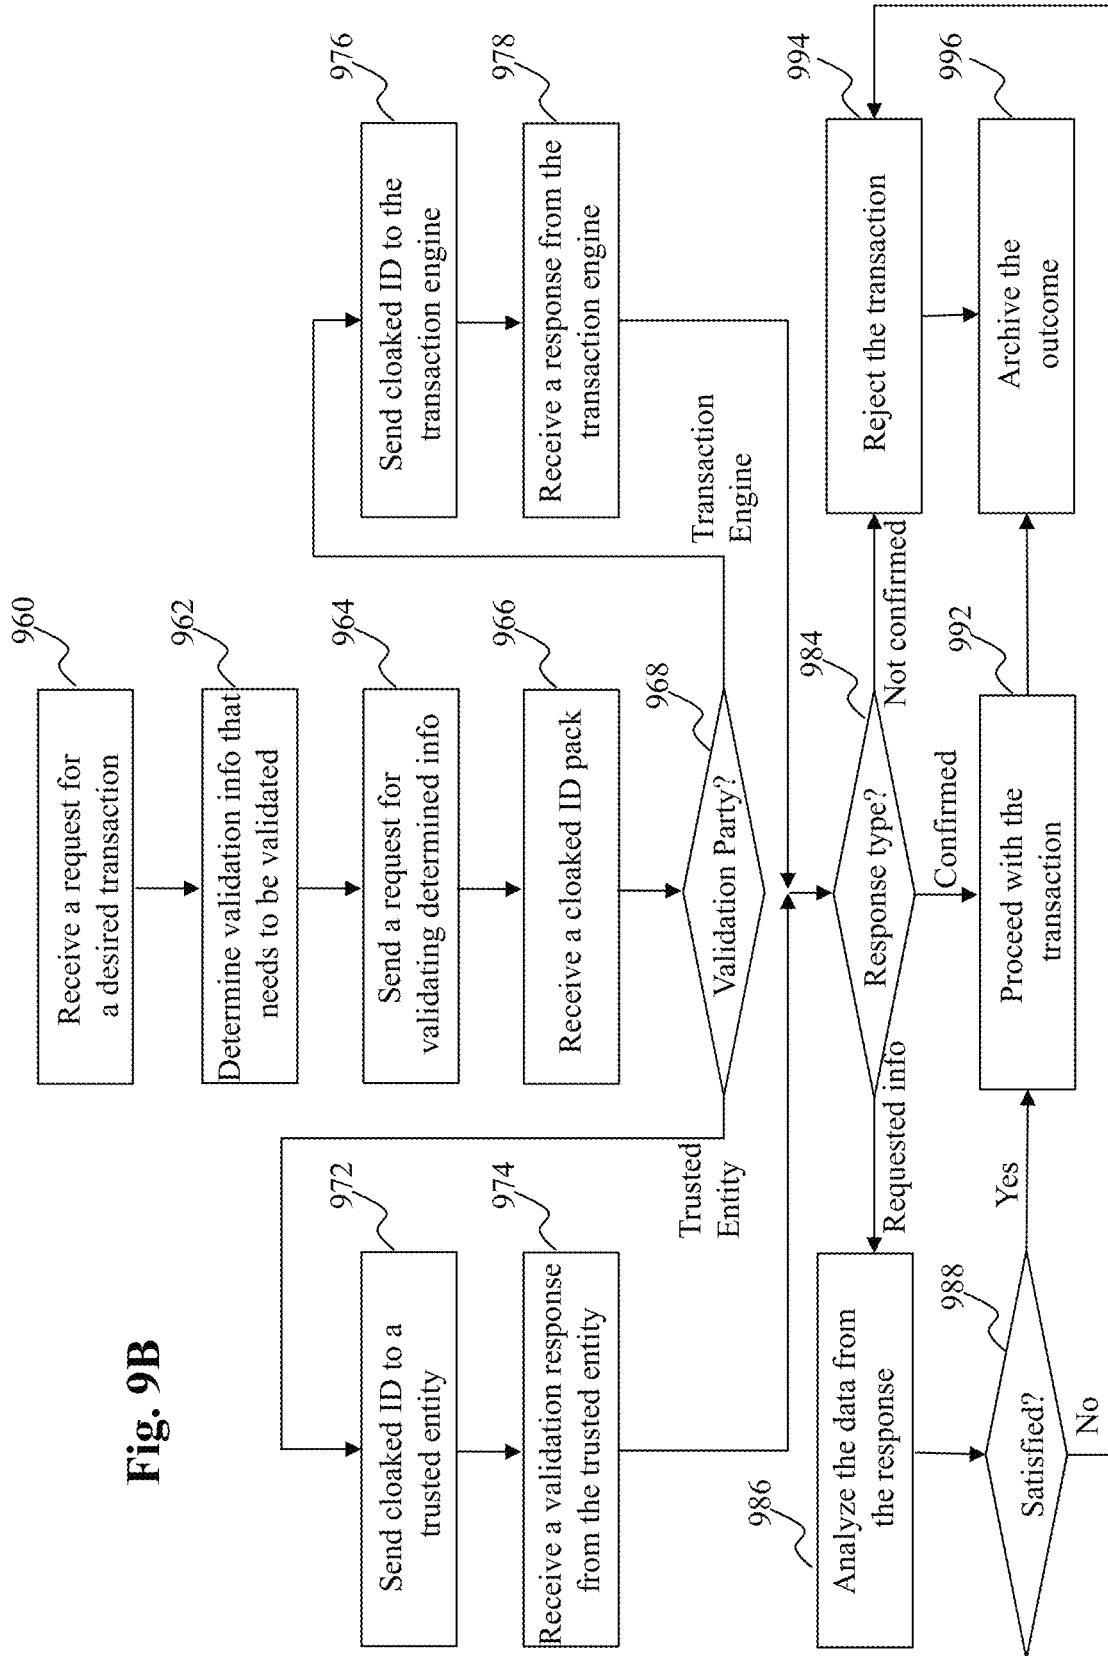 Fig. 9B
960
Receive a request for
a desired transaction
962
Determine validation info that
needs to be validated
964
Send a request for
validating determined info
966
Receive a cloaked ID pack
968
Validation Party?
Trusted
Entity
Transaction
Engine
972
Send cloaked ID to a
trusted entity
974
Receive a validation response
from the trusted entity
976
Send cloaked ID to the
transaction engine
978
Receive a response from the
transaction engine
984
Response type?
Requested info
Confirmed
Not confirmed
986
Analyze the data from
the response
988
Satisfied?
Yes
No
992
Proceed with the
transaction
994
Reject the transaction
996
Archive the
outcome